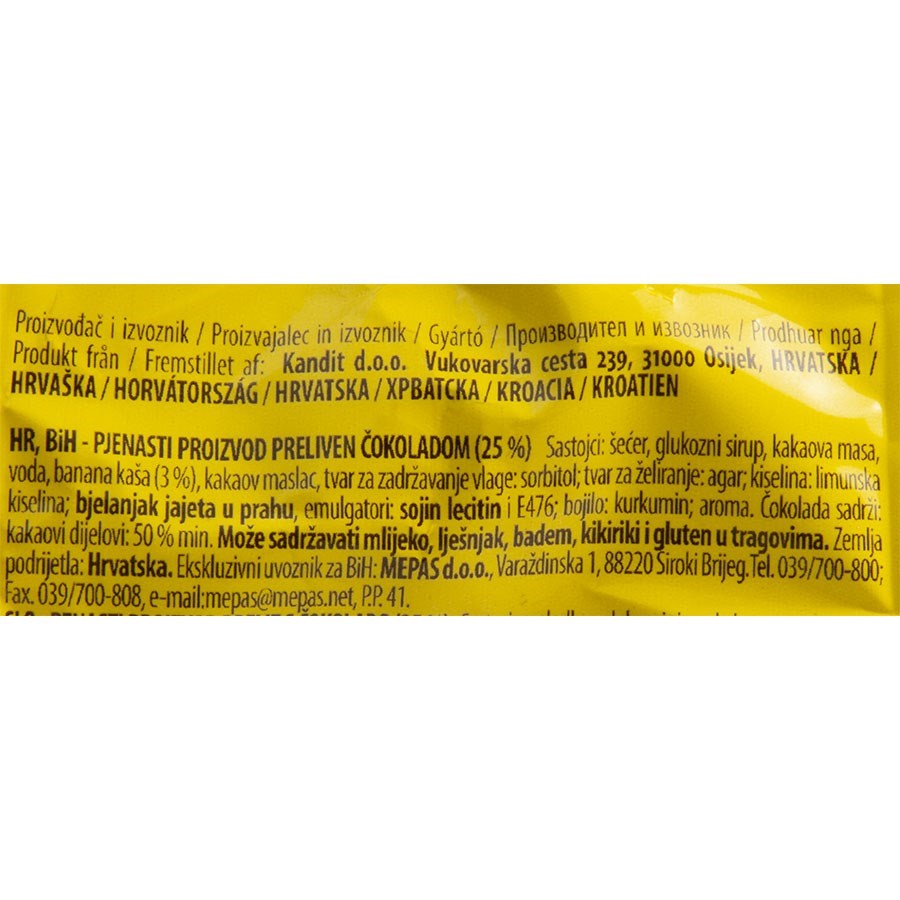 Proizvođač i izvoznik / Proizvajalec in izvoznik / Gyártó / Производител и извозник / Prodhuar nga /
Produkt från / Fremstillet af: Kandit d.o.o. Vukovarska cesta 239, 31000 Osijek, HRVATSKA /
HRVAŠKA / HORVÁTORSZÁG / HRVATSKA / ХРВАТСКА / KROACIA / KROATIEN
HR, BiH - PJENASTI PROIZVOD PRELIVEN ČOKOLADOM (25 %) Sastojci: šećer, glukozni sirup, kakaova masa,
voda, banana kaša (3 %), kakaov maslac, tvar za zadržavanje vlage: sorbitol; tvar za želiranje: agar; kiselina: limunska
kiselina; bjelanjak jajeta u prahu, emulgatori: sojin lecitin i E476; bojilo: kurkumin; aroma. Čokolada sadrži:
kakaovi dijelovi: 50 % min. Može sadržavati mlijeko, lješnjak, badem, kikiriki i gluten u tragovima. Zemlja
podrijetla: Hrvatska. Ekskluzivni uvoznik za BiH: MEPAS d.o.o., Varaždinska 1, 88220 Široki Brijeg. Tel. 039/700-800;
Fax. 039/700-808, e-mail:mepas@mepas.net, P.P. 41.